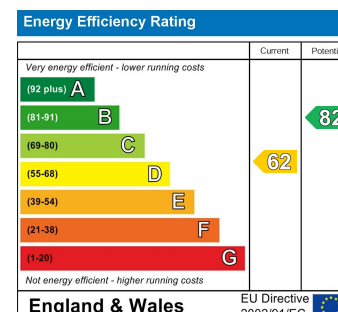 Energy Efficiency Rating
Current
Very energy efficient - lower running costs
(92 plus) A
(81-91) B
82
(69-80) C
(55-68) D
62
(39-54) E
(21-38) F
(1-20) G
Not energy efficient - higher running costs
England & Wales
EU Directive